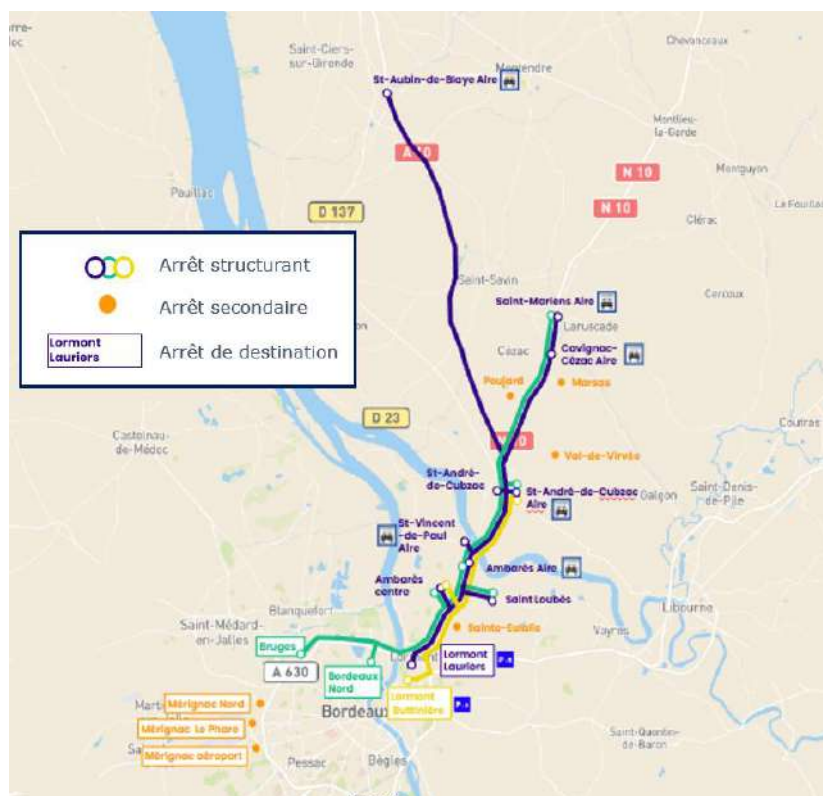 Saint-Ciers-
sur-Gironde
Montendre
Chevanceaux
St-Aubin-de-Blaye Aire
Montlieu-
la-Garde
A 10
N 10
Montguyon
Pauillac
N 10
La Fouillad
D 137
Clérac
Arrêt structurant
Arrêt secondaire
Lormont
Lauriers
Arrêt de destination
Saint-Savin
Saint-Mariens Aire
Cercoux
Laruscade
Cézac
Cavignac-
Cézac Aire
Peujard
Marsas
D 23
Coutras
Castelnau-
de-Médoc
Val-de-Virvée
St-André-
de-Cubzac
St-André-de-Cubzac
Aire
Galgon
Saint-Denis-
de-Pile
St-Vincent
-de-Paul
Aire
Ambarès Aire
Ambarès
centre
Saint Loubès
Libourne
Blanquefort
Saint-Médard
en-Jalles
Sainte-Eulalie
Vayres
Bruges
A 630
Bordeaux
Nord
Lormont
Lauriers
P+R
Lormont
Buttinière
P+R
Mérignac Nord
Bordeaux
Mérignac Le Phare
Mérignac aéroport
Pessac
Bègles
Saint-Quentin-
de-Baron